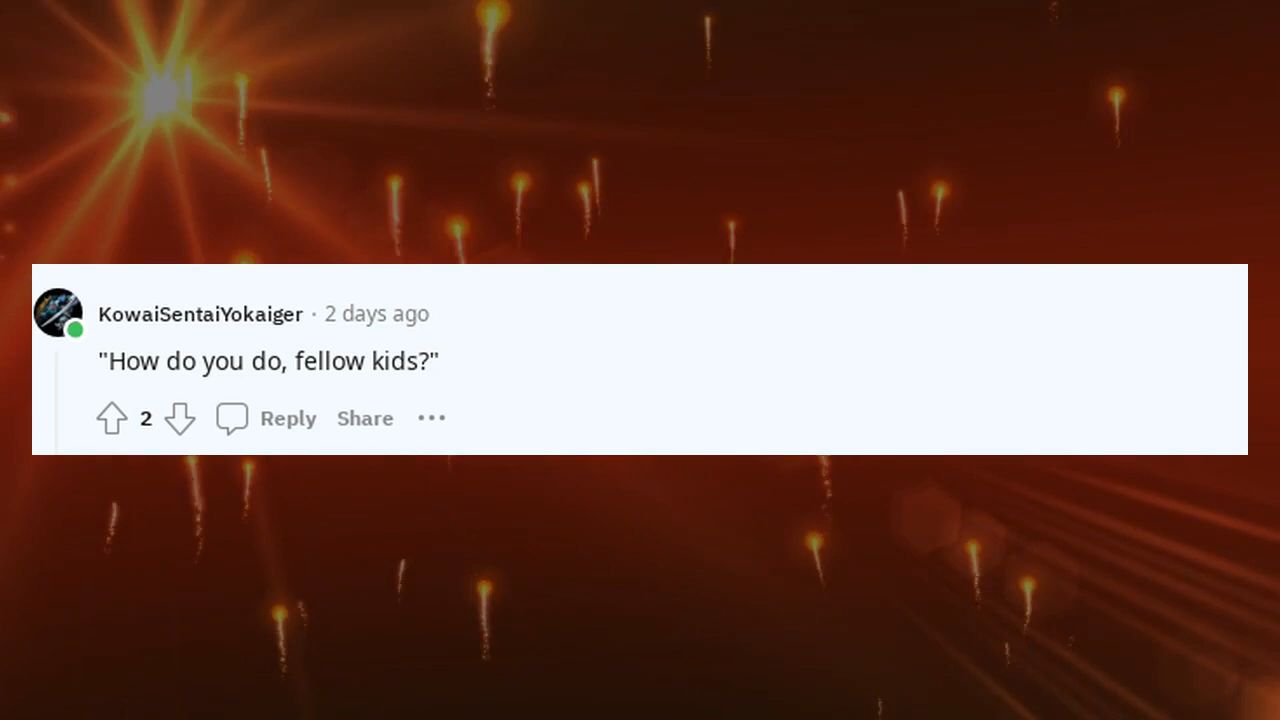 KowaiSentaiYokaiger · 2 days ago
"How do you do, fellow kids?"
2 Reply Share ···